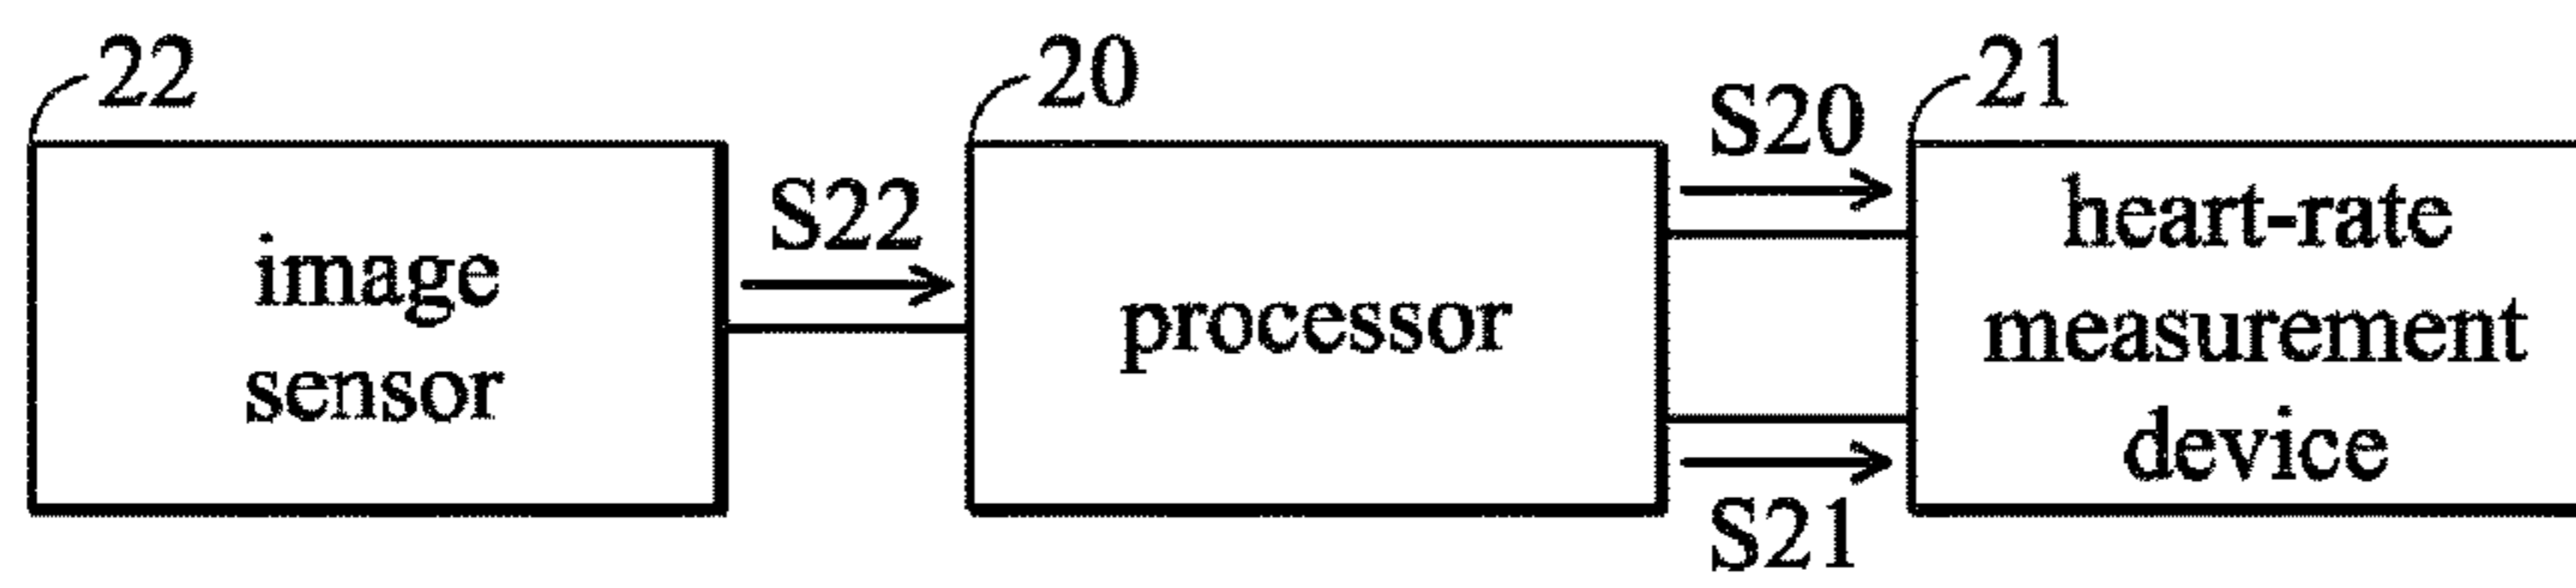 22
20
S20
21
S22
image
sensor
processor
heart-rate
measurement
device
S21